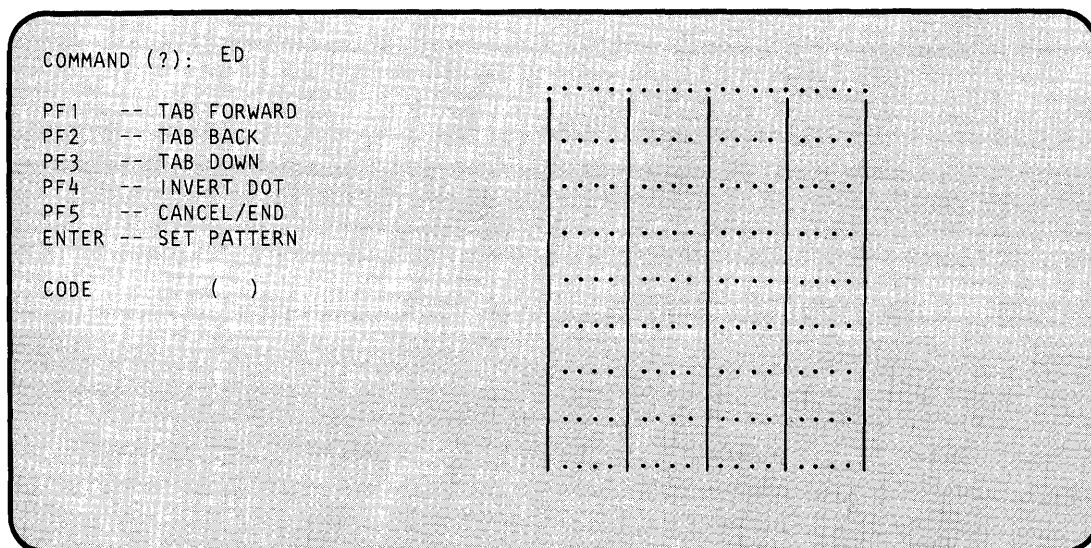 COMMAND (?): ED
PF1 -- TAB FORWARD
PF2 -- TAB BACK
PF3 -- TAB DOWN
PF4 -- INVERT DOT
PF5 -- CANCEL/END
ENTER -- SET PATTERN
CODE ( )